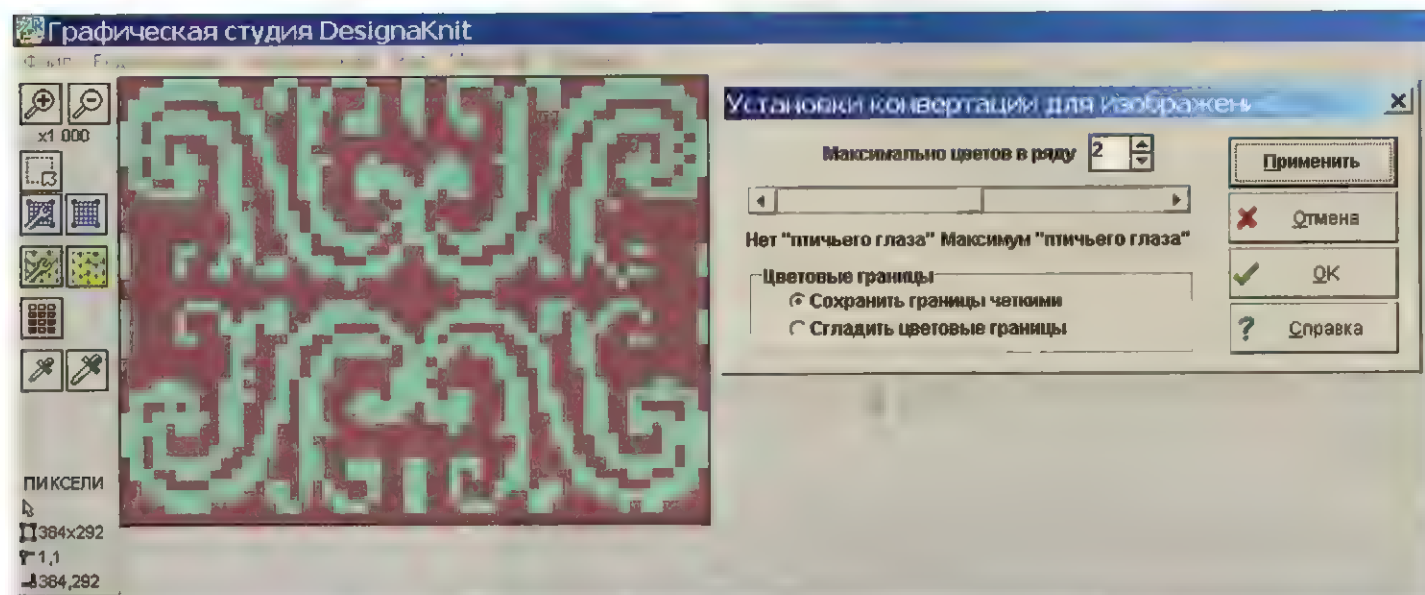 Графическая студия DesignaKnit
x1 000
ПИКСЕЛИ
384x292
1,1
384,292
Установки конвертации для изображен
Максимально цветов в ряду 2
Нет "птичьего глаза" Максимум "птичьего глаза"
Цветовые границы
Сохранить границы четкими
Сгладить цветовые границы
Применить
Отмена
OK
Справка